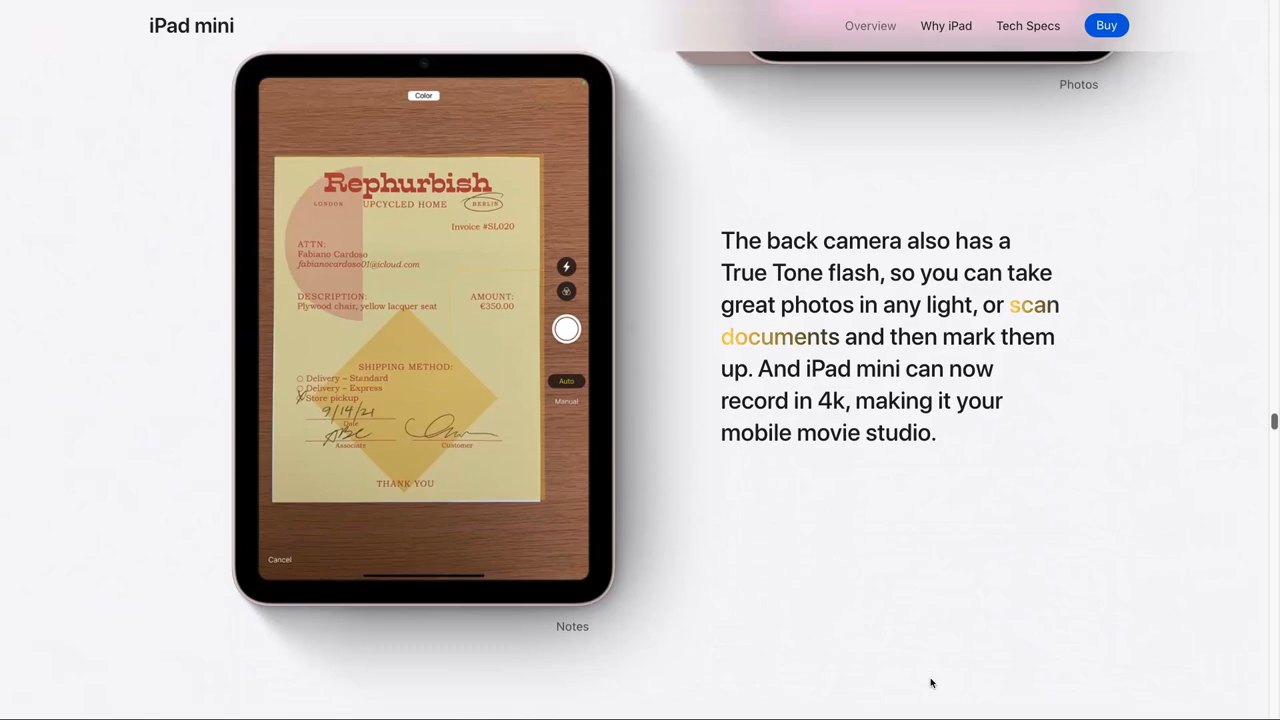 iPad mini
Overview
Why iPad
Tech Specs
Buy
Photos
Color
Rephurbish
LONDON
UPCYCLED HOME
BERLIN
Invoice #SL020
ATTN:
Fabiano Cardoso
fabianocardoso01@icloud.com
DESCRIPTION:
AMOUNT:
Plywood chair, yellow lacquer seat
€350.00
SHIPPING METHOD:
Delivery – Standard
Delivery – Express
Store pickup
9/14/21
Date
Associate
Customer
THANK YOU
Auto
Manual
Cancel
Notes
The back camera also has a
True Tone flash, so you can take
great photos in any light, or scan
documents and then mark them
up. And iPad mini can now
record in 4k, making it your
mobile movie studio.